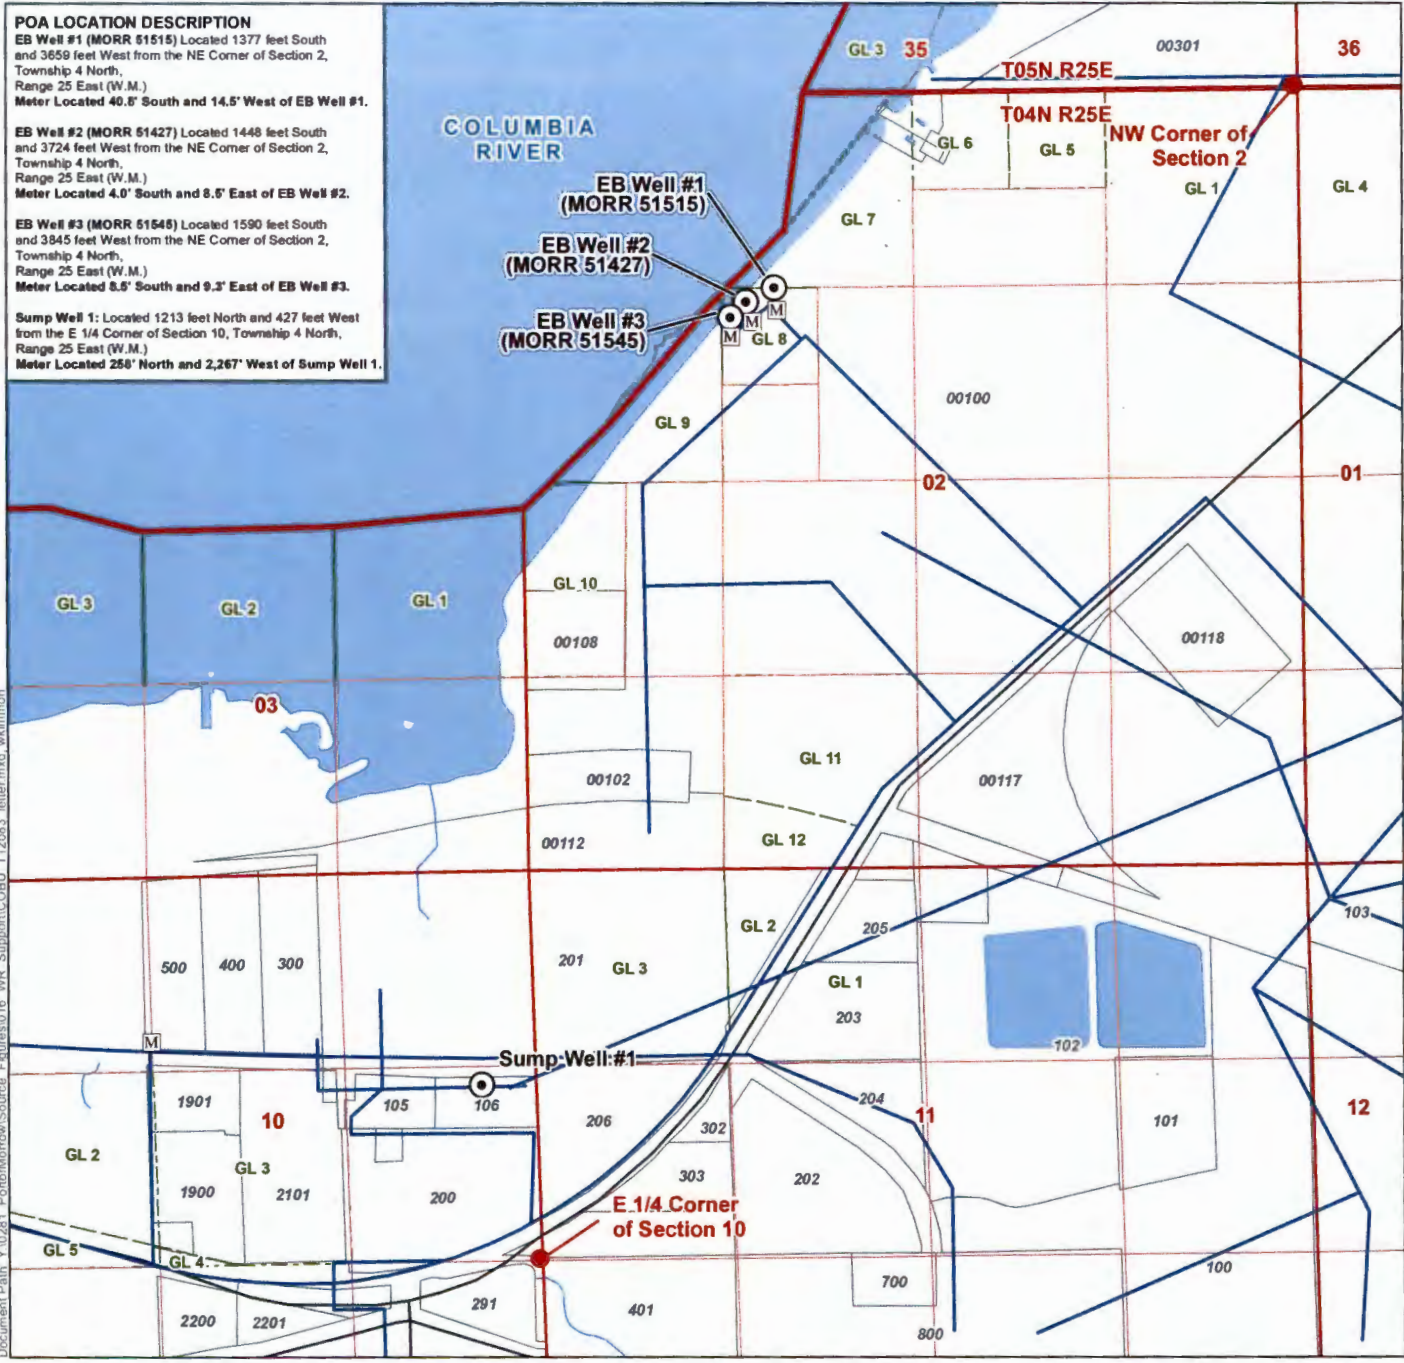 POA LOCATION DESCRIPTION
EB Well #1 (MORR 51515) Located 1377 feet South
and 3659 feet West from the NE Corner of Section 2,
Township 4 North,
Range 25 East (W.M.)
Meter Located 40.5' South and 14.5' West of EB Well #1.
EB Well #2 (MORR 51427) Located 1448 feet South
and 3724 feet West from the NE Corner of Section 2,
Township 4 North,
Range 25 East (W.M.)
Meter Located 4.0' South and 8.5' East of EB Well #2.
EB Well #3 (MORR 51545) Located 1590 feet South
and 3845 feet West from the NE Corner of Section 2,
Township 4 North,
Range 25 East (W.M.)
Meter Located 8.5' South and 9.3' East of EB Well #3.
Sump Well 1: Located 1213 feet North and 427 feet West
from the E 1/4 Corner of Section 10, Township 4 North,
Range 25 East (W.M.)
Meter Located 258' North and 2,267' West of Sump Well 1.
COLUMBIA
RIVER
GL 3
35
00301
36
T05N R25E
T04N R25E
NW Corner of
Section 2
GL 6
GL 5
GL 1
GL 4
GL 7
EB Well #1
(MORR 51515)
EB Well #2
(MORR 51427)
EB Well #3
(MORR 51545)
M
M
M
GL 8
00100
GL 9
02
01
GL 3
GL 2
GL 1
GL 10
00108
00118
03
GL 11
00102
00117
00112
GL 12
GL 2
205
103
500
400
300
201
GL 3
GL 1
203
102
M
Sump Well #1
1901
10
105
106
206
302
204
11
101
12
GL 2
GL 3
1900
2101
200
303
202
E 1/4 Corner
of Section 10
GL 5
GL 4
291
401
700
100
2200
2201
800